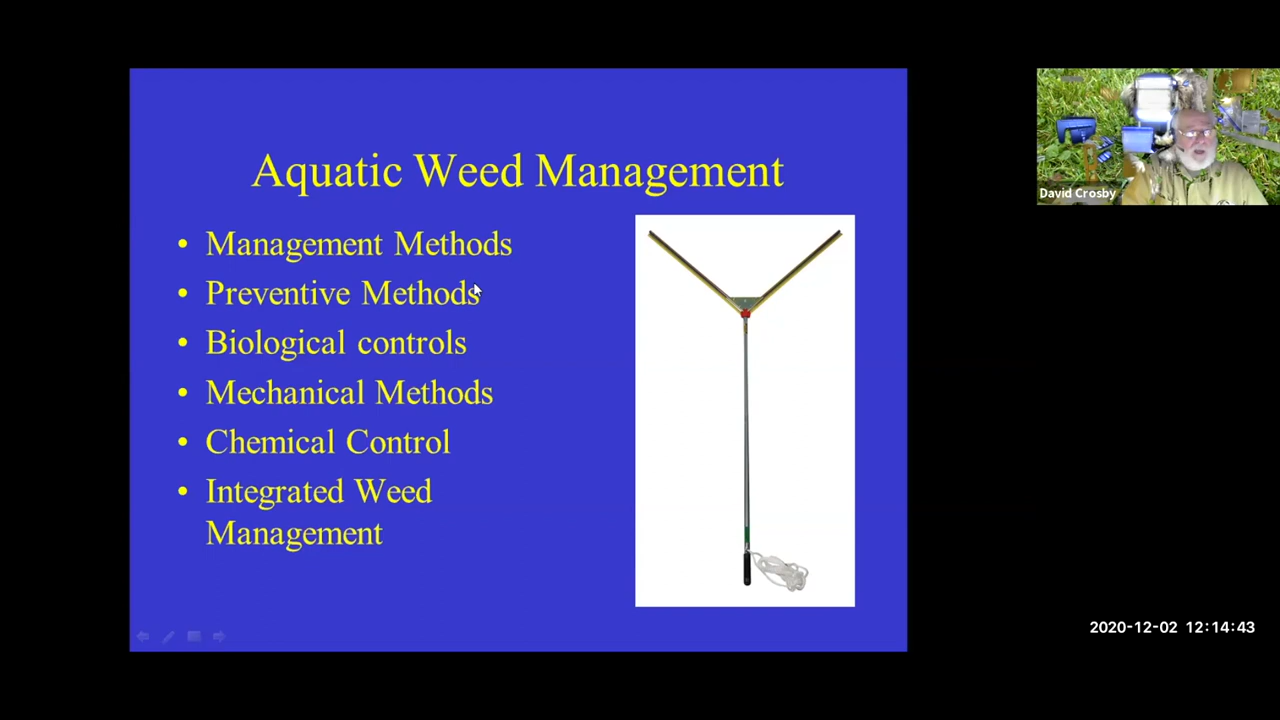 Aquatic Weed Management
• Management Methods
• Preventive Methods
• Biological controls
• Mechanical Methods
• Chemical Control
• Integrated Weed
Management
David Crosby
2020-12-02 12:14:43